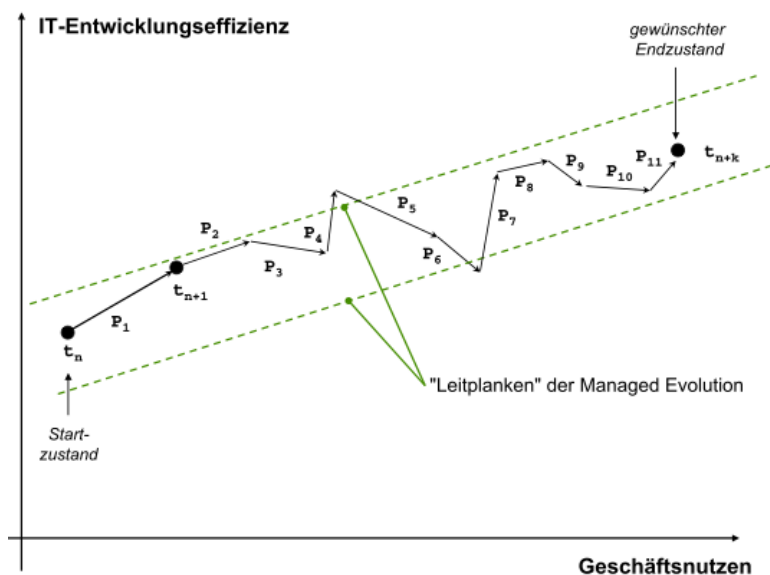 IT-Entwicklungseffizienz
gewünschter
Endzustand
P11
tn+k
P9
P8
P10
P5
P2
P4
P7
P3
P6
tn+1
P1
tn
"Leitplanken" der Managed Evolution
Start-
zustand
Geschäftsnutzen